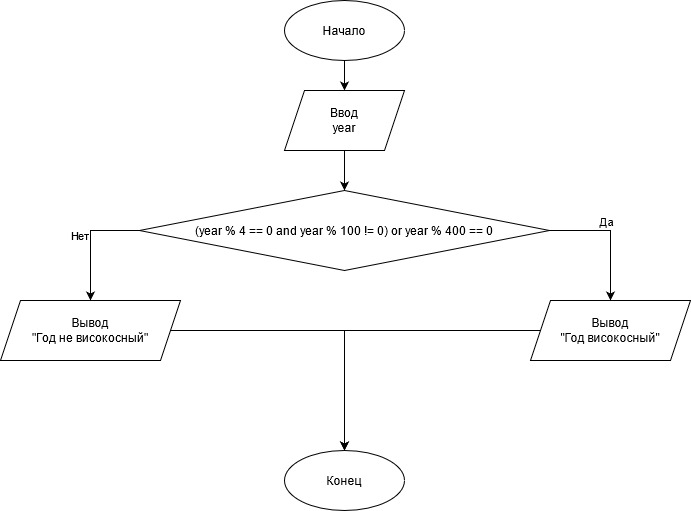 Начало
Ввод
year
(year % 4 == 0 and year % 100 != 0) or year % 400 == 0
Нет
Да
Вывод
"Год не високосный"
Вывод
"Год високосный"
Конец